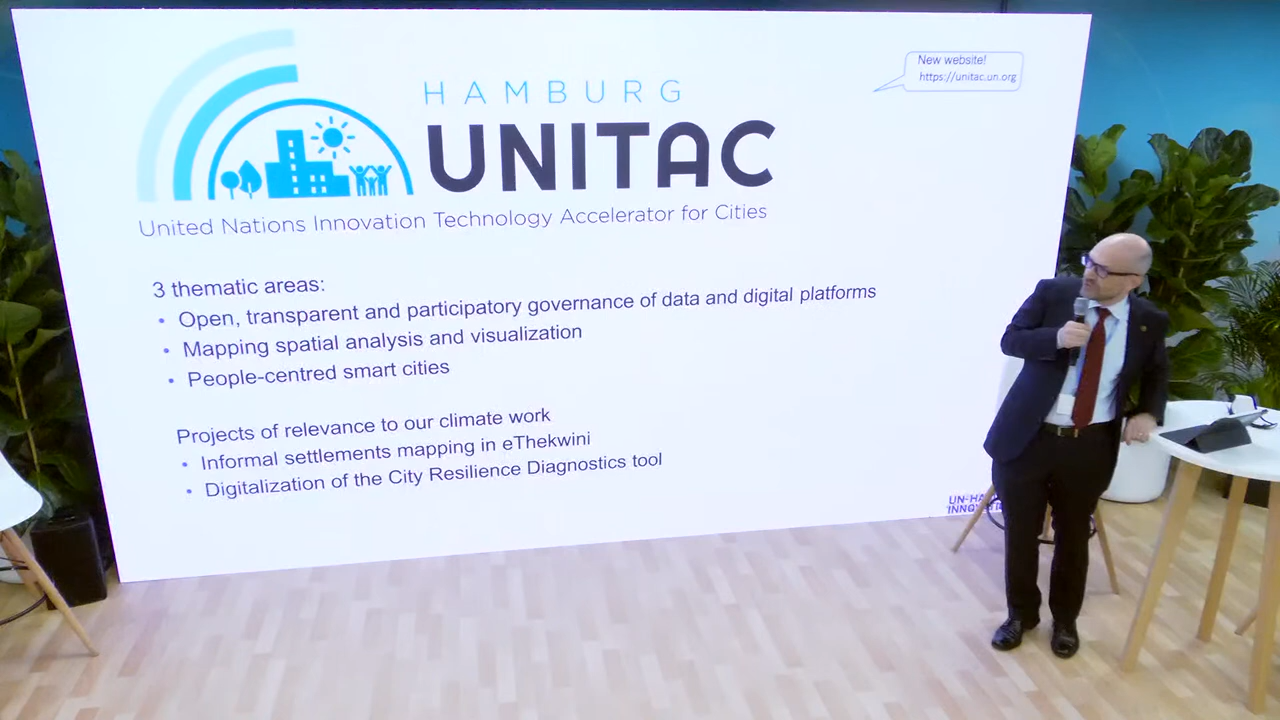 HAMBURG
UNITAC
United Nations Innovation Technology Accelerator for Cities
New website!
https://unitac.un.org
3 thematic areas:
• Open, transparent and participatory governance of data and digital platforms
• Mapping spatial analysis and visualization
• People-centred smart cities
Projects of relevance to our climate work
• Informal settlements mapping in eThekwini
• Digitalization of the City Resilience Diagnostics tool